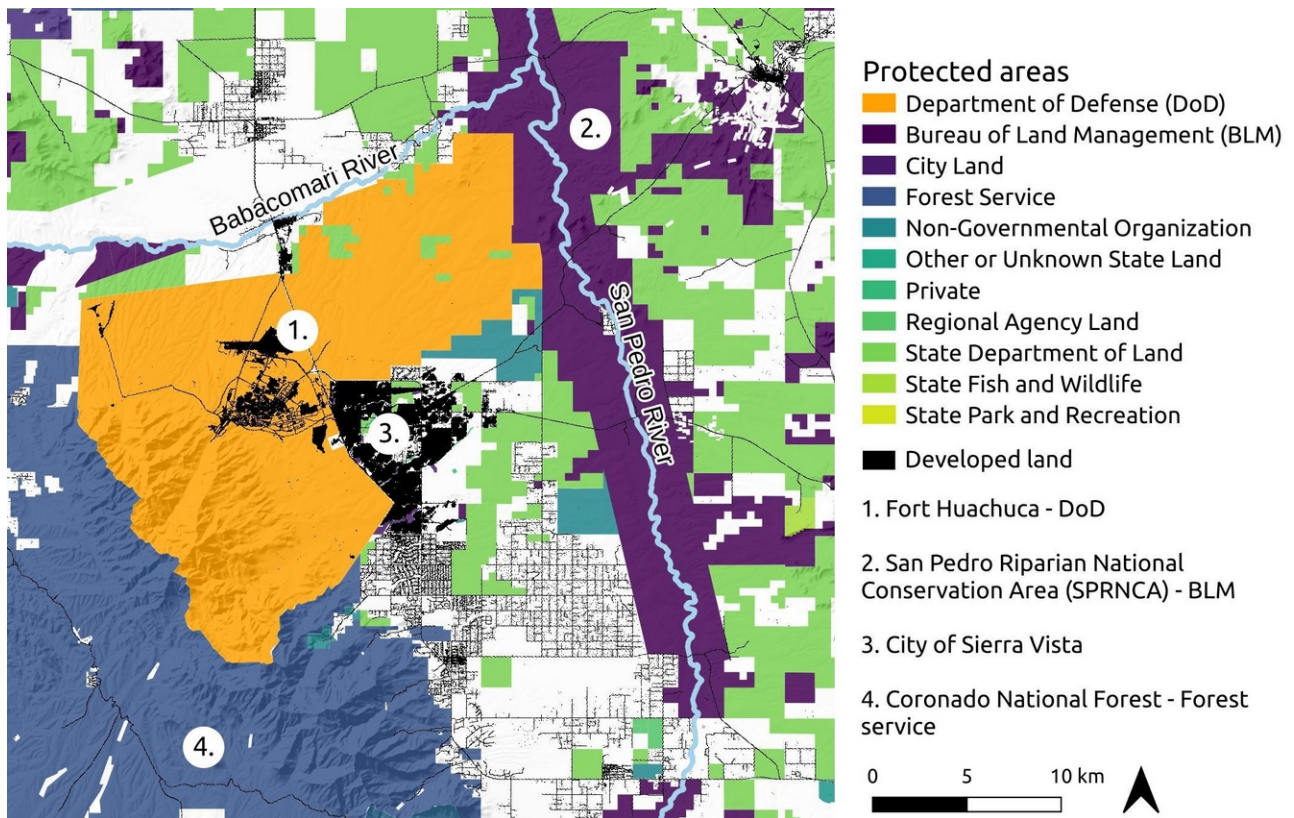 Babacomari River
San Pedro River
1.
2.
3.
4.
Protected areas
Department of Defense (DoD)
Bureau of Land Management (BLM)
City Land
Forest Service
Non-Governmental Organization
Other or Unknown State Land
Private
Regional Agency Land
State Department of Land
State Fish and Wildlife
State Park and Recreation
Developed land
1. Fort Huachuca - DoD
2. San Pedro Riparian National
Conservation Area (SPRNCA) - BLM
3. City of Sierra Vista
4. Coronado National Forest - Forest
service
0 5 10 km